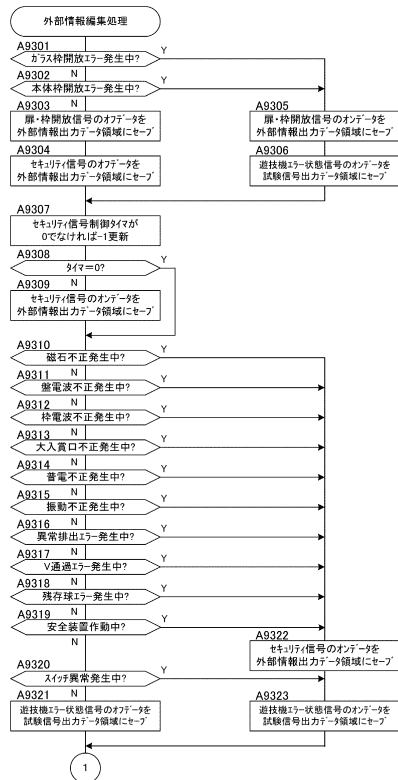 外部情報編集処理
A9301
ガラス枠開放エラー発生中?
Y
N
A9302
本体枠開放エラー発生中?
Y
N
A9303
扉・枠開放信号のオフデータを
外部情報出力データ領域にセーブ
A9304
セキュリティ信号のオフデータを
外部情報出力データ領域にセーブ
A9305
扉・枠開放信号のオンデータを
外部情報出力データ領域にセーブ
A9306
遊技機エラー状態信号のオンデータを
試験信号出力データ領域にセーブ
A9307
セキュリティ信号制御タイマが
0でなければ-1更新
A9308
タイマ=0?
Y
N
A9309
セキュリティ信号のオンデータを
外部情報出力データ領域にセーブ
A9310
磁石不正発生中?
Y
N
A9311
盤電波不正発生中?
Y
N
A9312
枠電波不正発生中?
Y
N
A9313
大入賞口不正発生中?
Y
N
A9314
普電不正発生中?
Y
N
A9315
振動不正発生中?
Y
N
A9316
異常排出エラー発生中?
Y
N
A9317
V通過エラー発生中?
Y
N
A9318
残存球エラー発生中?
Y
N
A9319
安全装置作動中?
Y
N
A9322
セキュリティ信号のオンデータを
外部情報出力データ領域にセーブ
A9320
スイッチ異常発生中?
Y
N
A9321
遊技機エラー状態信号のオフデータを
試験信号出力データ領域にセーブ
A9323
遊技機エラー状態信号のオンデータを
試験信号出力データ領域にセーブ
1